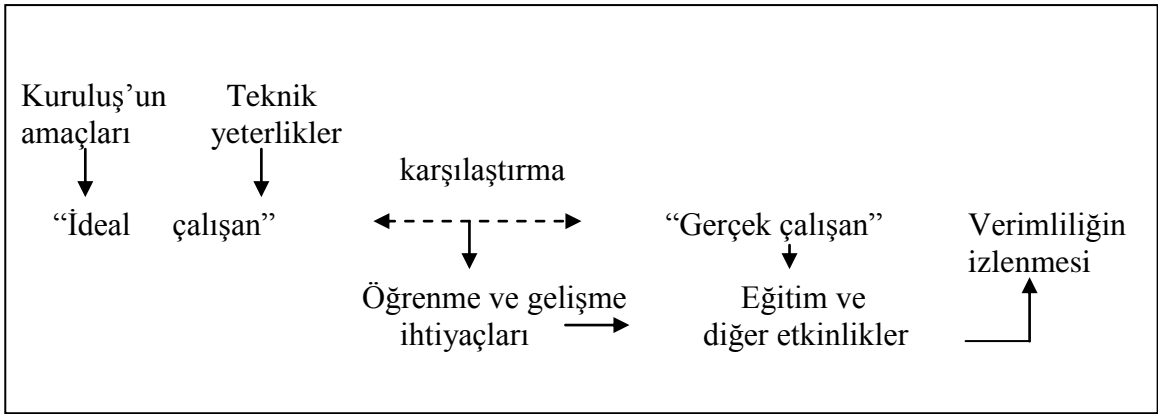 Kuruluş’un Teknik
amaçları yeterlikler
karşılaştırma
“İdeal çalışan” “Gerçek çalışan” Verimliliğin
izlenmesi
Öğrenme ve gelişme Eğitim ve
ihtiyaçları diğer etkinlikler